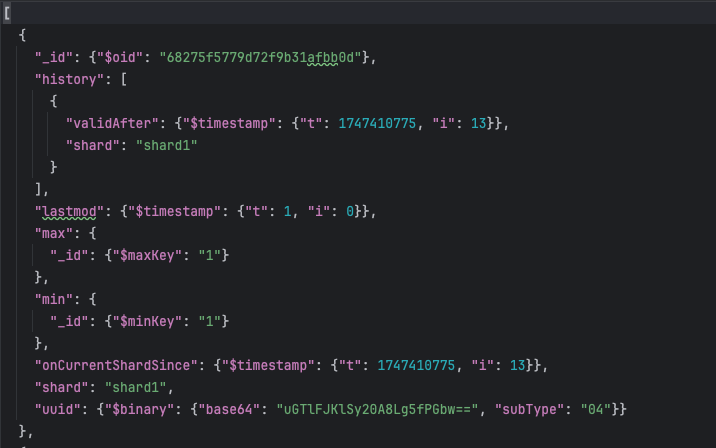 [
{
"_id": {"$oid": "68275f5779d72f9b31afbb0d"},
"history": [
{
"validAfter": {"$timestamp": {"t": 1747410775, "i": 13}},
"shard": "shard1"
}
],
"lastmod": {"$timestamp": {"t": 1, "i": 0}},
"max": {
"_id": {"$maxKey": "1"}
},
"min": {
"_id": {"$minKey": "1"}
},
"onCurrentShardSince": {"$timestamp": {"t": 1747410775, "i": 13}},
"shard": "shard1",
"uuid": {"$binary": {"base64": "uGTlFJKlSy20A8Lg5fPGbw==", "subType": "04"}}
},